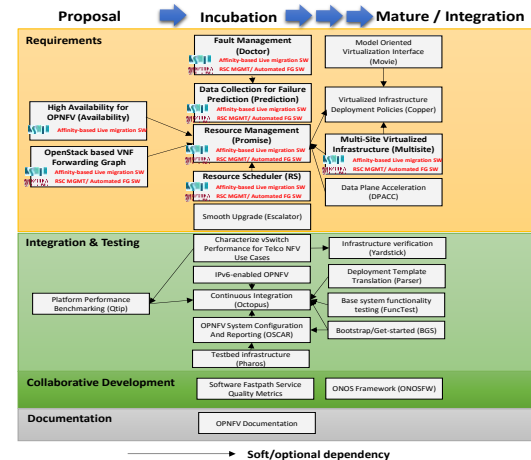 Proposal
Incubation
Mature / Integration
Requirements
Fault Management
(Doctor)
Affinity-based Live migration SW
RSC MGMT/ Automated FG SW
Model Oriented
Virtualization Interface
(Movie)
Data Collection for Failure
Prediction (Prediction)
Affinity-based Live migration SW
RSC MGMT/ Automated FG SW
Virtualized Infrastructure
Deployment Policies (Copper)
High Availability for
OPNFV (Availability)
Affinity-based Live migration SW
Resource Management
(Promise)
Affinity-based Live migration SW
RSC MGMT/ Automated FG SW
Multi-Site Virtualized
Infrastructure (Multisite)
Affinity-based Live migration SW
RSC MGMT/ Automated FG SW
OpenStack based VNF
Forwarding Graph
Affinity-based Live migration SW
RSC MGMT/ Automated FG SW
Resource Scheduler (RS)
Affinity-based Live migration SW
RSC MGMT/ Automated FG SW
Data Plane Acceleration
(DPACC)
Smooth Upgrade (Escalator)
Integration & Testing
Characterize vSwitch
Performance for Telco NFV
Use Cases
Infrastructure verification
(Yardstick)
IPv6-enabled OPNFV
Deployment Template
Translation (Parser)
Platform Performance
Benchmarking (Qtip)
Continuous Integration
(Octopus)
Base system functionality
testing (FuncTest)
OPNFV System Configuration
And Reporting (OSCAR)
Bootstrap/Get-started (BGS)
Testbed infrastructure
(Pharos)
Collaborative Development
Software Fastpath Service
Quality Metrics
ONOS Framework (ONOSFW)
Documentation
OPNFV Documentation
Soft/optional dependency